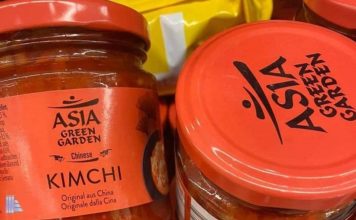 ASIA
GREEN
GARDEN
Chinese
KIMCHI
Original aus China
Originale dalla Cina
ASIA
GREEN
GARDEN